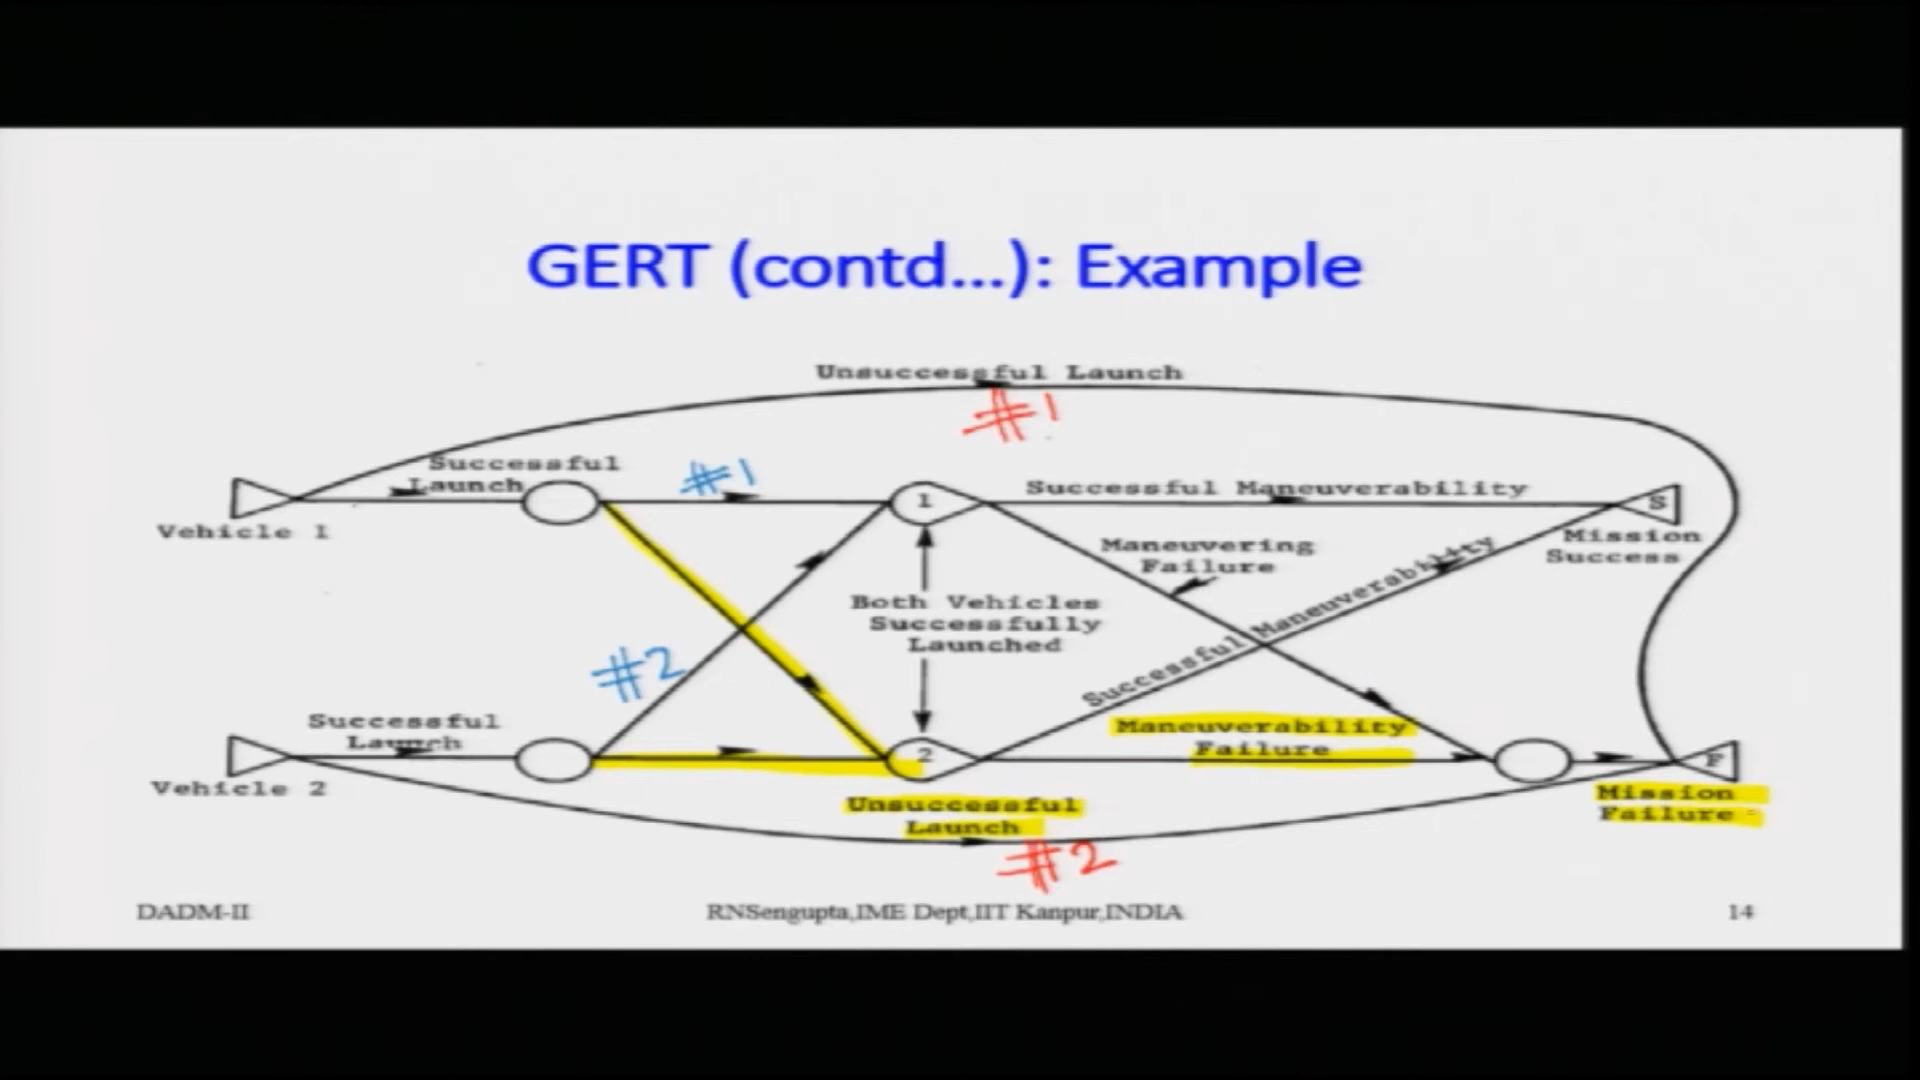 GERT (contd...): Example
Unsuccessful Launch
#1
Successful
Launch
#1
1
Successful Maneuverability
S
Vehicle 1
Mission
Success
Maneuvering
Failure
Both Vehicles
Successfully
Launched
#2
Successful Maneuverability
Successful
Launch
Maneuverability
Failure
2
F
Vehicle 2
Mission
Failure
Unsuccessful
Launch
#2
DADM-II
RNSengupta,IME Dept,IIT Kanpur,INDIA
14